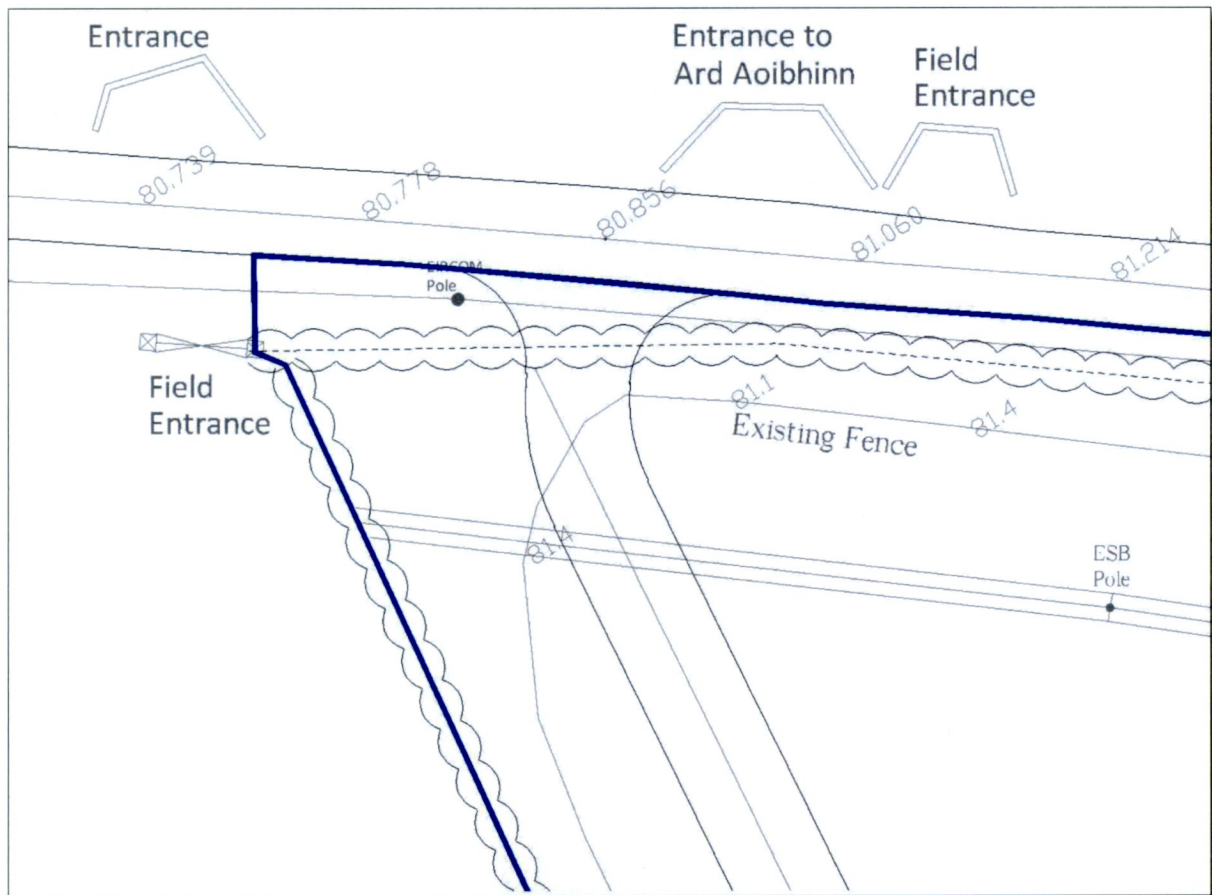 Entrance
Entrance to
Ard Aoibhinn
Field
Entrance
80.739
80.778
80.856
81.060
81.214
EIRCOM
Pole
Field
Entrance
81.1
81.4
Existing Fence
81.4
ESB
Pole